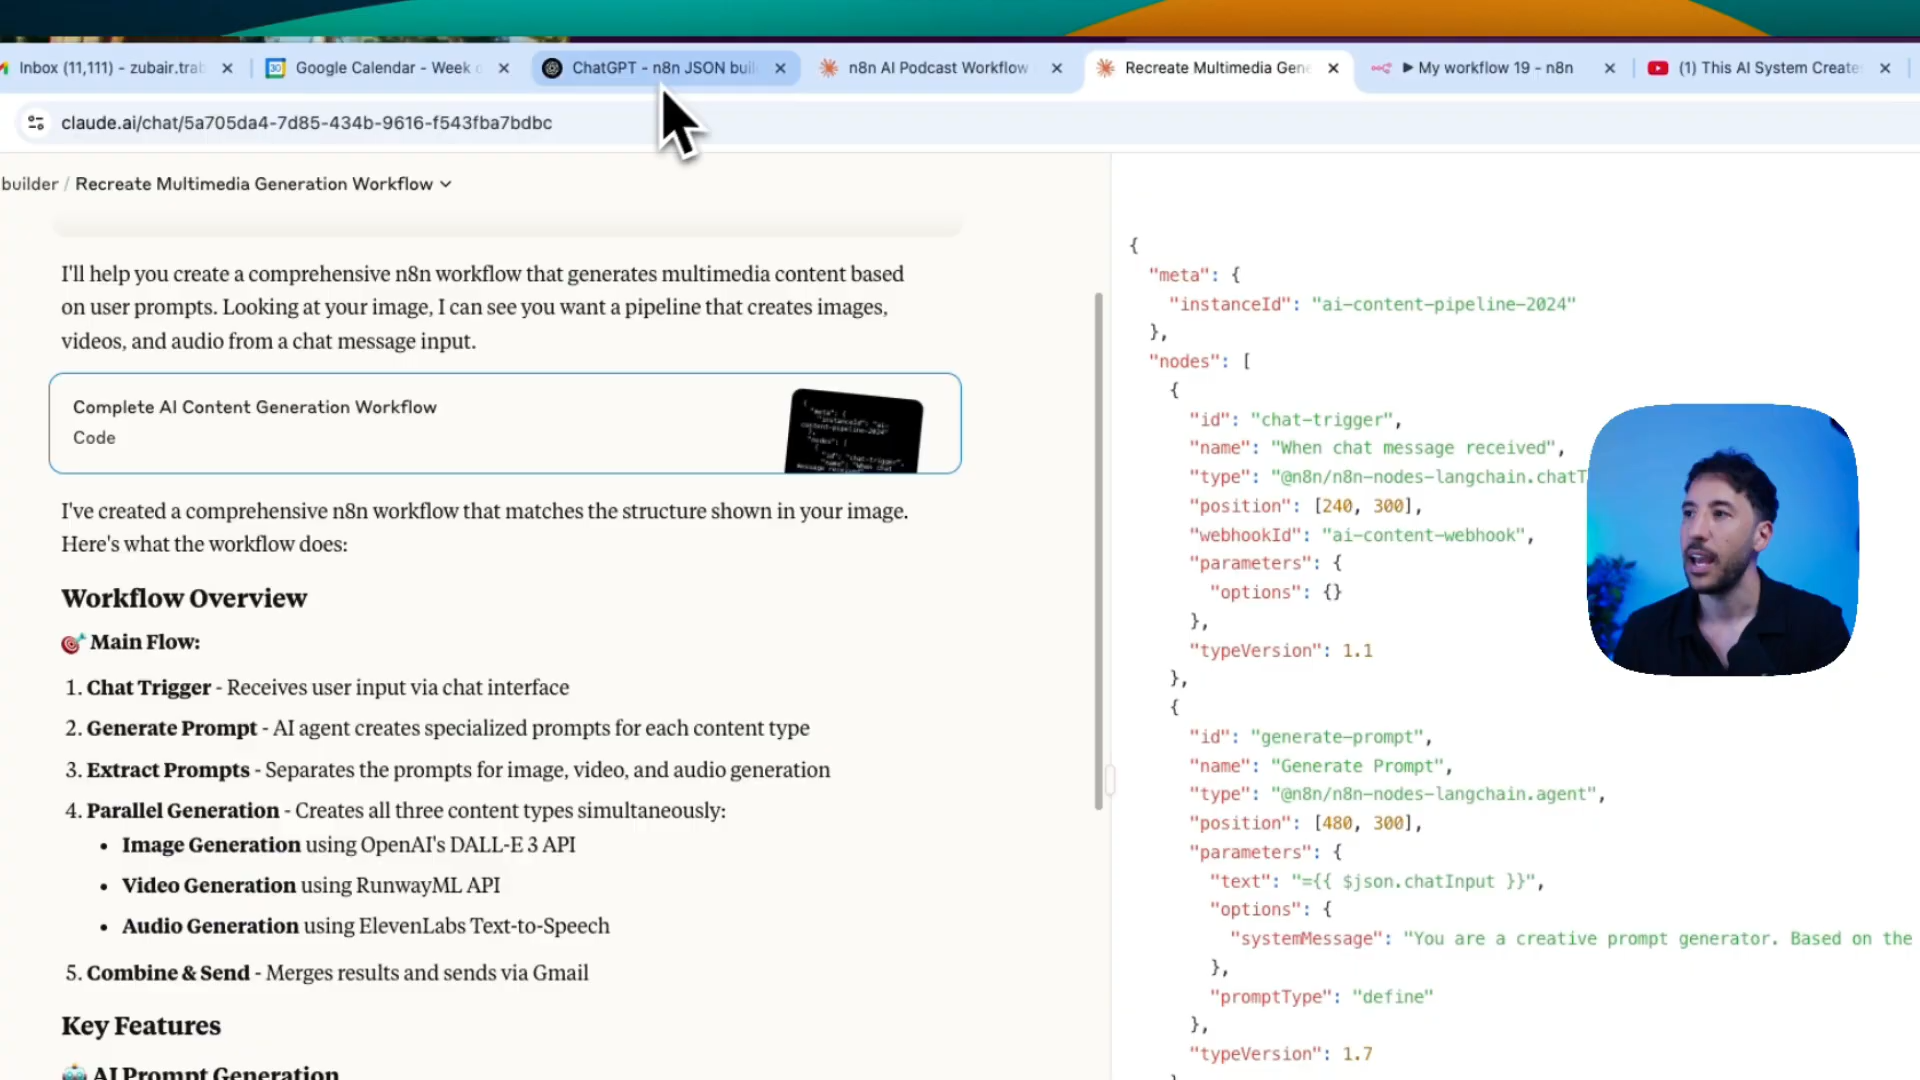 Inbox (11,111) - zubair.trab
Google Calendar - Week o
ChatGPT - n8n JSON buil
n8n AI Podcast Workflow
Recreate Multimedia Gene
▶ My workflow 19 - n8n
(1) This AI System Create
claude.ai/chat/5a705da4-7d85-434b-9616-f543fba7bdbc
builder / Recreate Multimedia Generation Workflow
I'll help you create a comprehensive n8n workflow that generates multimedia content based
on user prompts. Looking at your image, I can see you want a pipeline that creates images,
videos, and audio from a chat message input.
Complete AI Content Generation Workflow
Code
I've created a comprehensive n8n workflow that matches the structure shown in your image.
Here's what the workflow does:
Workflow Overview
🎯 Main Flow:
1. Chat Trigger - Receives user input via chat interface
2. Generate Prompt - AI agent creates specialized prompts for each content type
3. Extract Prompts - Separates the prompts for image, video, and audio generation
4. Parallel Generation - Creates all three content types simultaneously:
• Image Generation using OpenAI's DALL-E 3 API
• Video Generation using RunwayML API
• Audio Generation using ElevenLabs Text-to-Speech
5. Combine & Send - Merges results and sends via Gmail
Key Features
🤖 AI Prompt Generation
{
"meta": {
"instanceId": "ai-content-pipeline-2024"
},
"nodes": [
{
"id": "chat-trigger",
"name": "When chat message received",
"type": "@n8n/n8n-nodes-langchain.chatT
"position": [240, 300],
"webhookId": "ai-content-webhook",
"parameters": {
"options": {}
},
"typeVersion": 1.1
},
{
"id": "generate-prompt",
"name": "Generate Prompt",
"type": "@n8n/n8n-nodes-langchain.agent",
"position": [480, 300],
"parameters": {
"text": "={{ $json.chatInput }}",
"options": {
"systemMessage": "You are a creative prompt generator. Based on the
},
"promptType": "define"
},
"typeVersion": 1.7